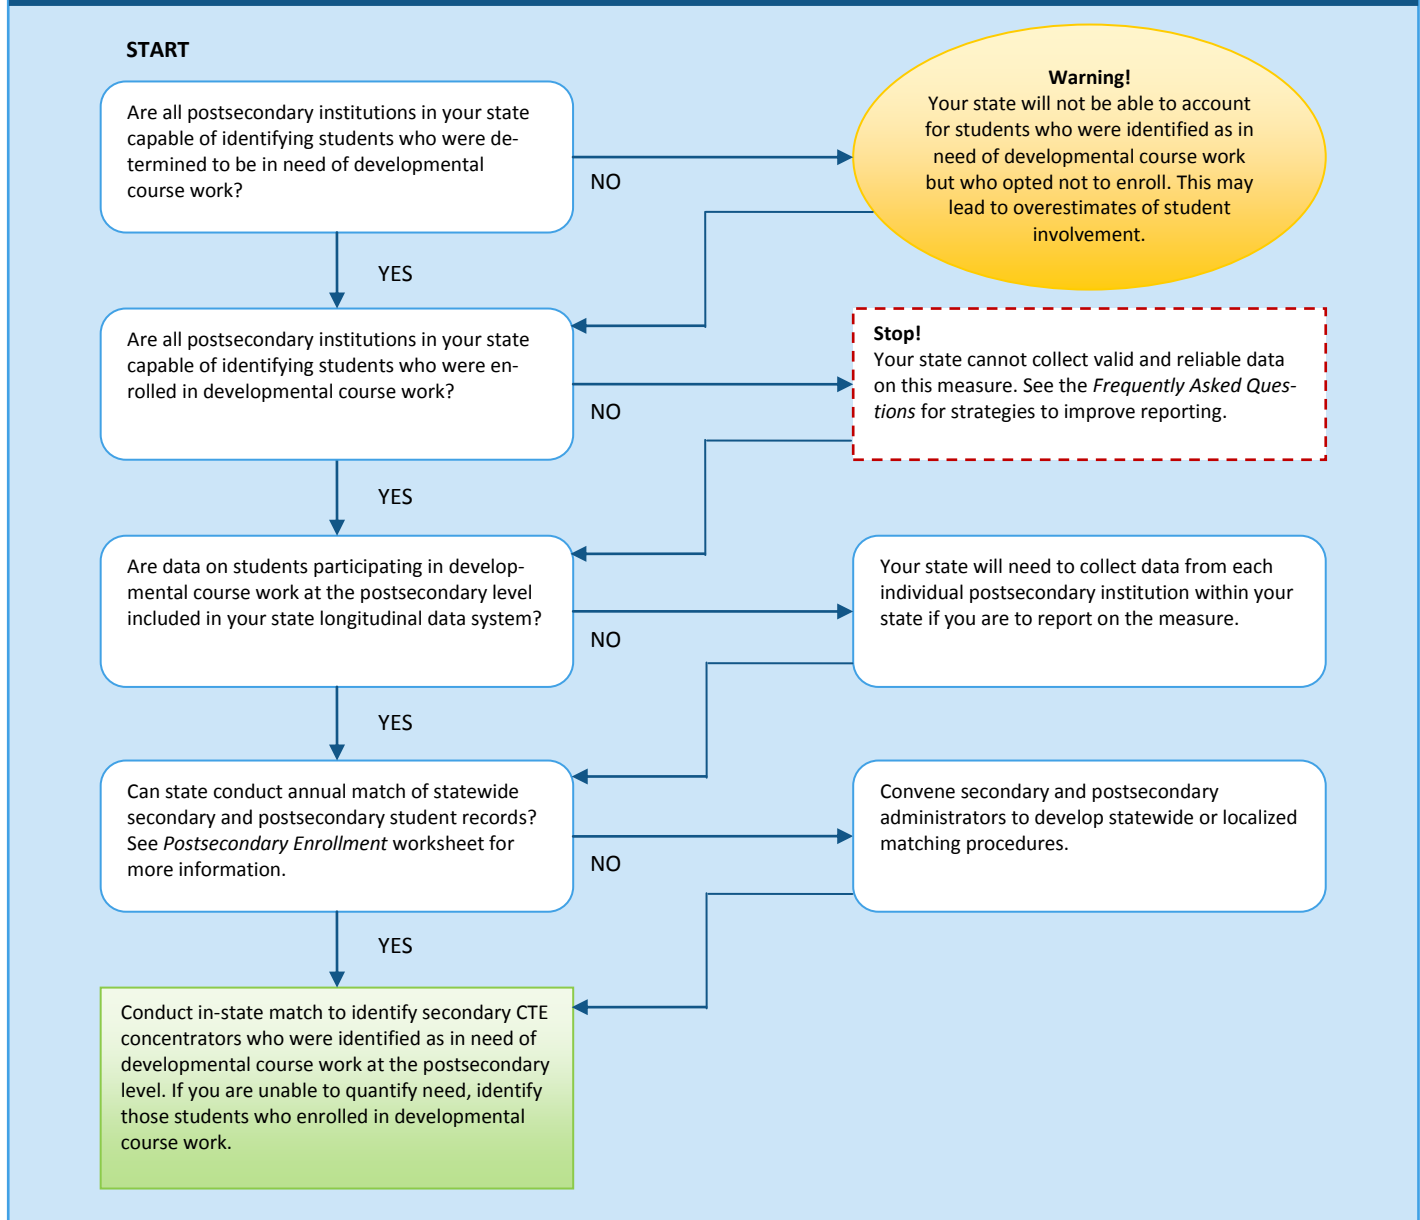 START
Are all postsecondary institutions in your state
capable of identifying students who were de-
termined to be in need of developmental
course work?
NO
Warning!
Your state will not be able to account
for students who were identified as in
need of developmental course work
but who opted not to enroll. This may
lead to overestimates of student
involvement.
YES
Are all postsecondary institutions in your state
capable of identifying students who were en-
rolled in developmental course work?
NO
Stop!
Your state cannot collect valid and reliable data
on this measure. See the Frequently Asked Ques-
tions for strategies to improve reporting.
YES
Are data on students participating in develop-
mental course work at the postsecondary level
included in your state longitudinal data system?
NO
Your state will need to collect data from each
individual postsecondary institution within your
state if you are to report on the measure.
YES
Can state conduct annual match of statewide
secondary and postsecondary student records?
See Postsecondary Enrollment worksheet for
more information.
NO
Convene secondary and postsecondary
administrators to develop statewide or localized
matching procedures.
YES
Conduct in-state match to identify secondary CTE
concentrators who were identified as in need of
developmental course work at the postsecondary
level. If you are unable to quantify need, identify
those students who enrolled in developmental
course work.